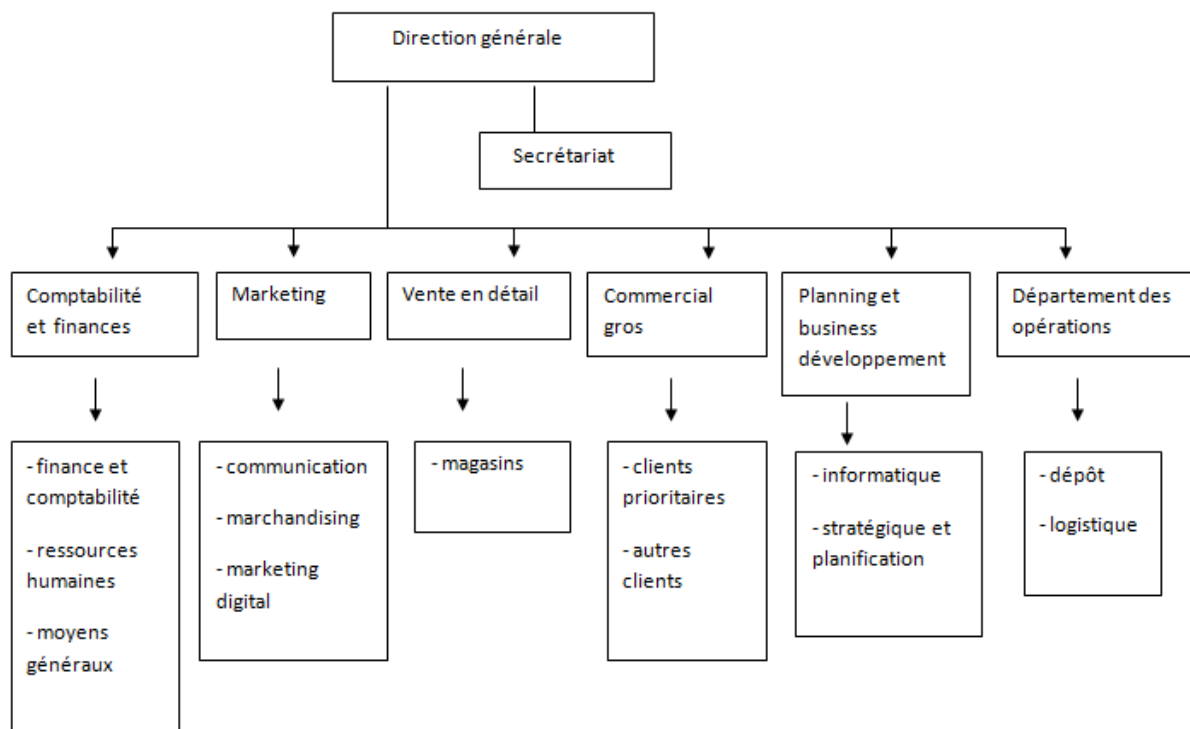 Direction générale
Secrétariat
Comptabilité
et finances
Marketing
Vente en détail
Commercial
gros
Planning et
business
développement
Département des
opérations
- finance et
comptabilité
- ressources
humaines
- moyens
généraux
- communication
- marchandising
- marketing
digital
- magasins
- clients
prioritaires
- autres
clients
- informatique
- stratégique et
planification
- dépôt
- logistique